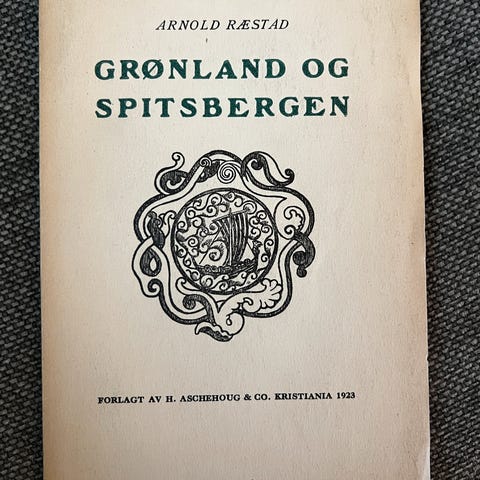 ARNOLD RÆSTAD
GRØNLAND OG
SPITSBERGEN
FORLAGT AV H. ASCHEHOUG & CO. KRISTIANIA 1923